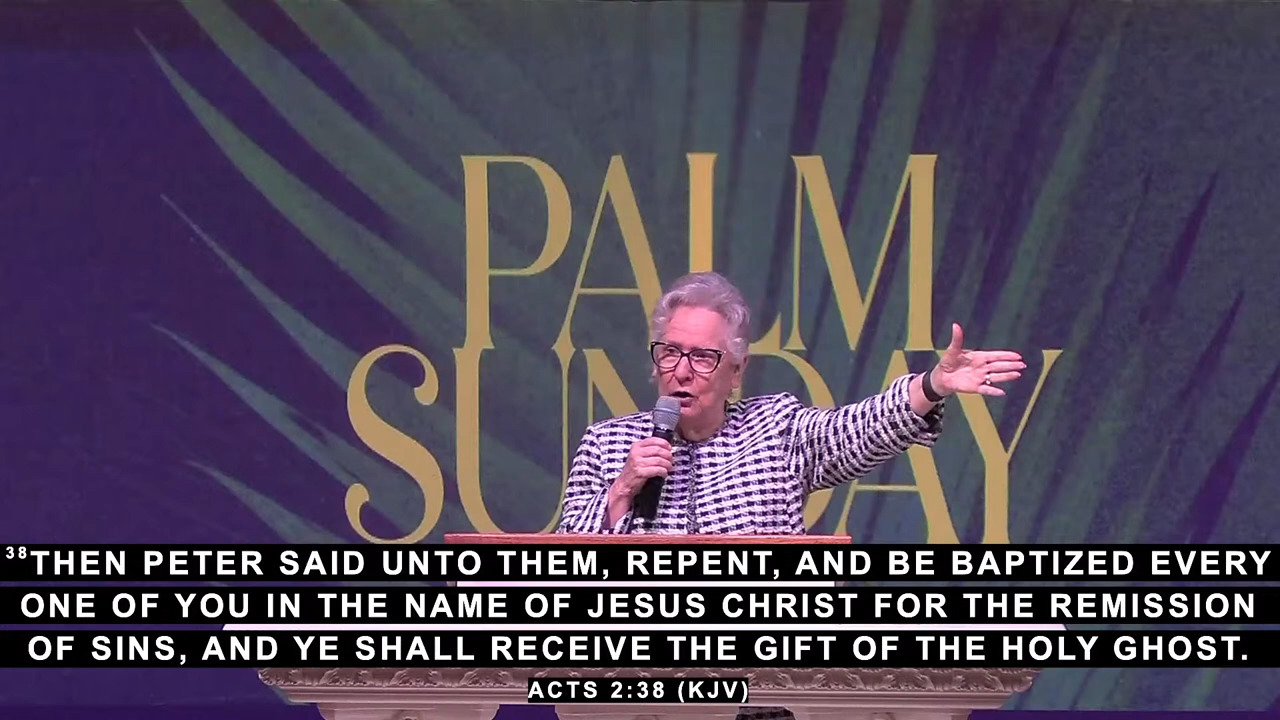 PALM
SUNDAY
³⁸THEN PETER SAID UNTO THEM, REPENT, AND BE BAPTIZED EVERY
ONE OF YOU IN THE NAME OF JESUS CHRIST FOR THE REMISSION
OF SINS, AND YE SHALL RECEIVE THE GIFT OF THE HOLY GHOST.
ACTS 2:38 (KJV)